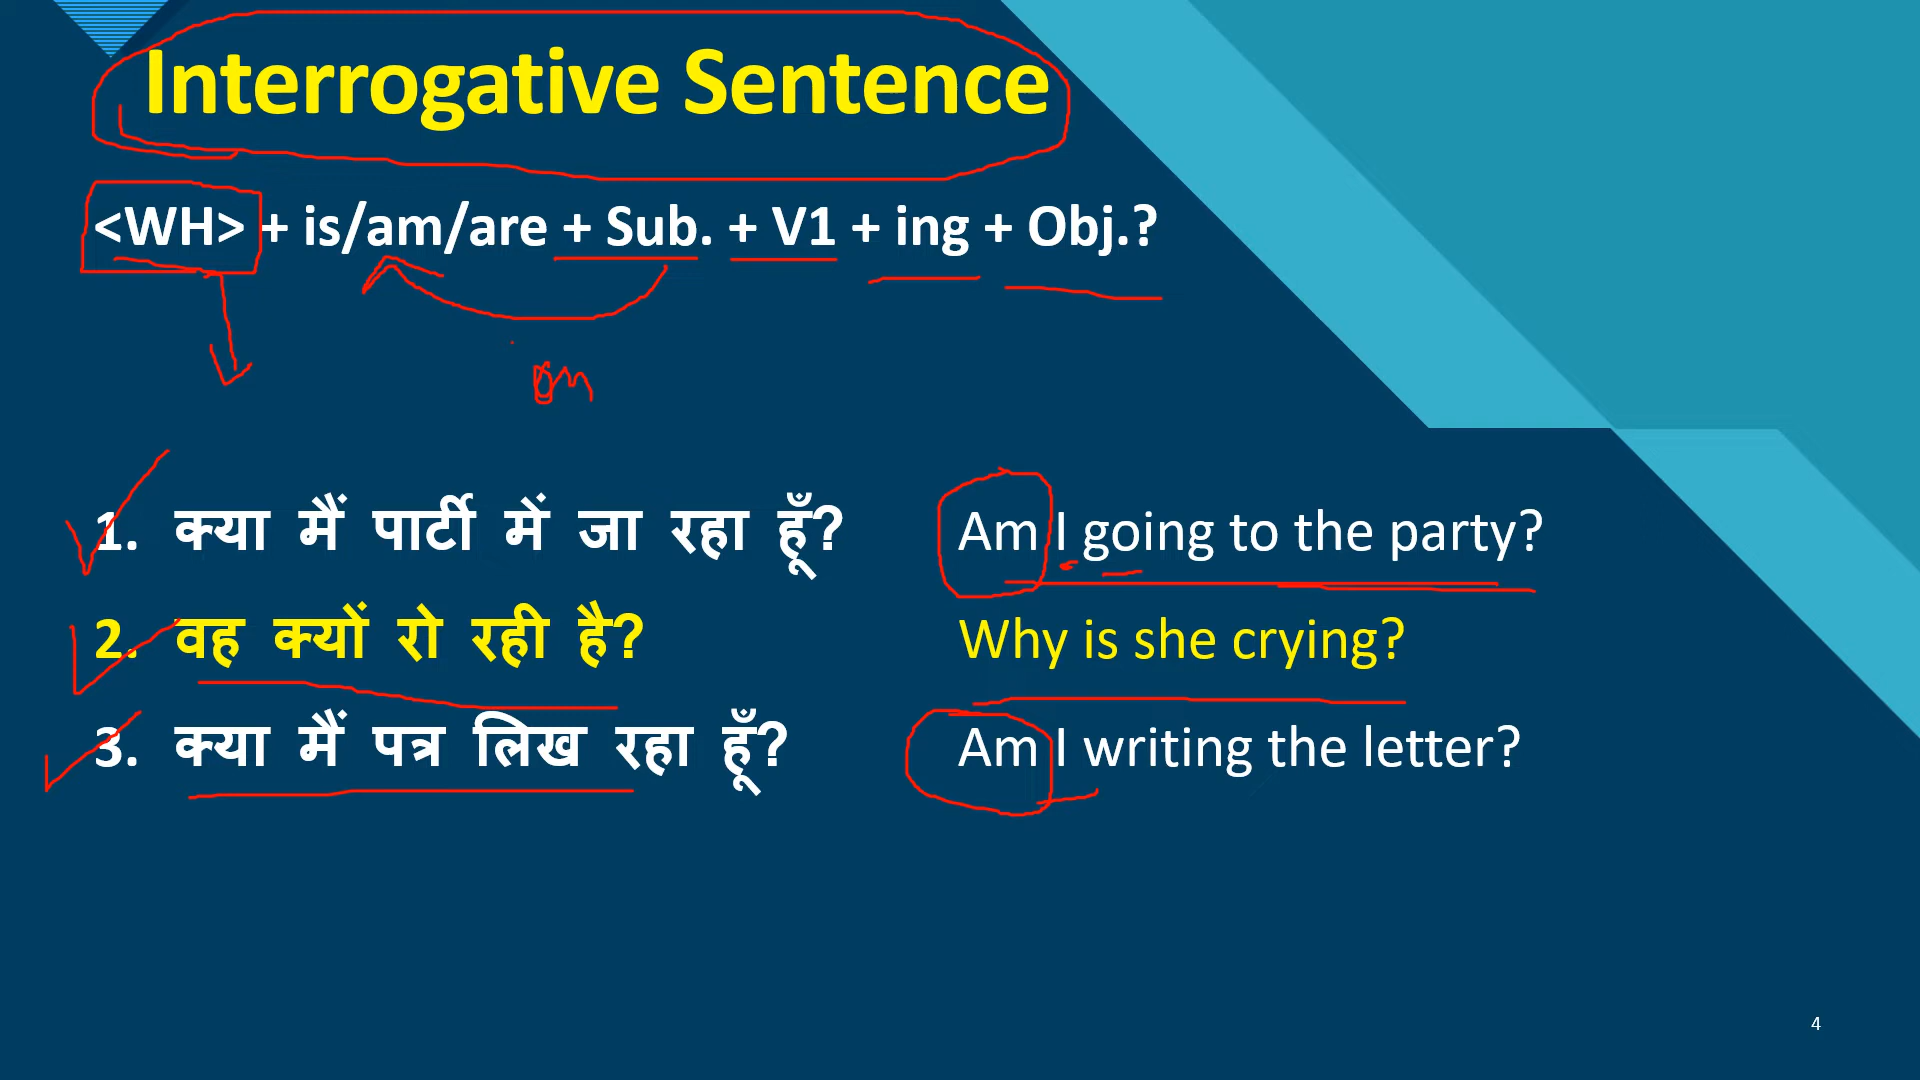 Interrogative Sentence
<WH> + is/am/are + Sub. + V1 + ing + Obj.?
1. क्या मैं पार्टी में जा रहा हूँ? Am I going to the party?
2. वह क्यों रो रही है? Why is she crying?
3. क्या मैं पत्र लिख रहा हूँ? Am I writing the letter?
4